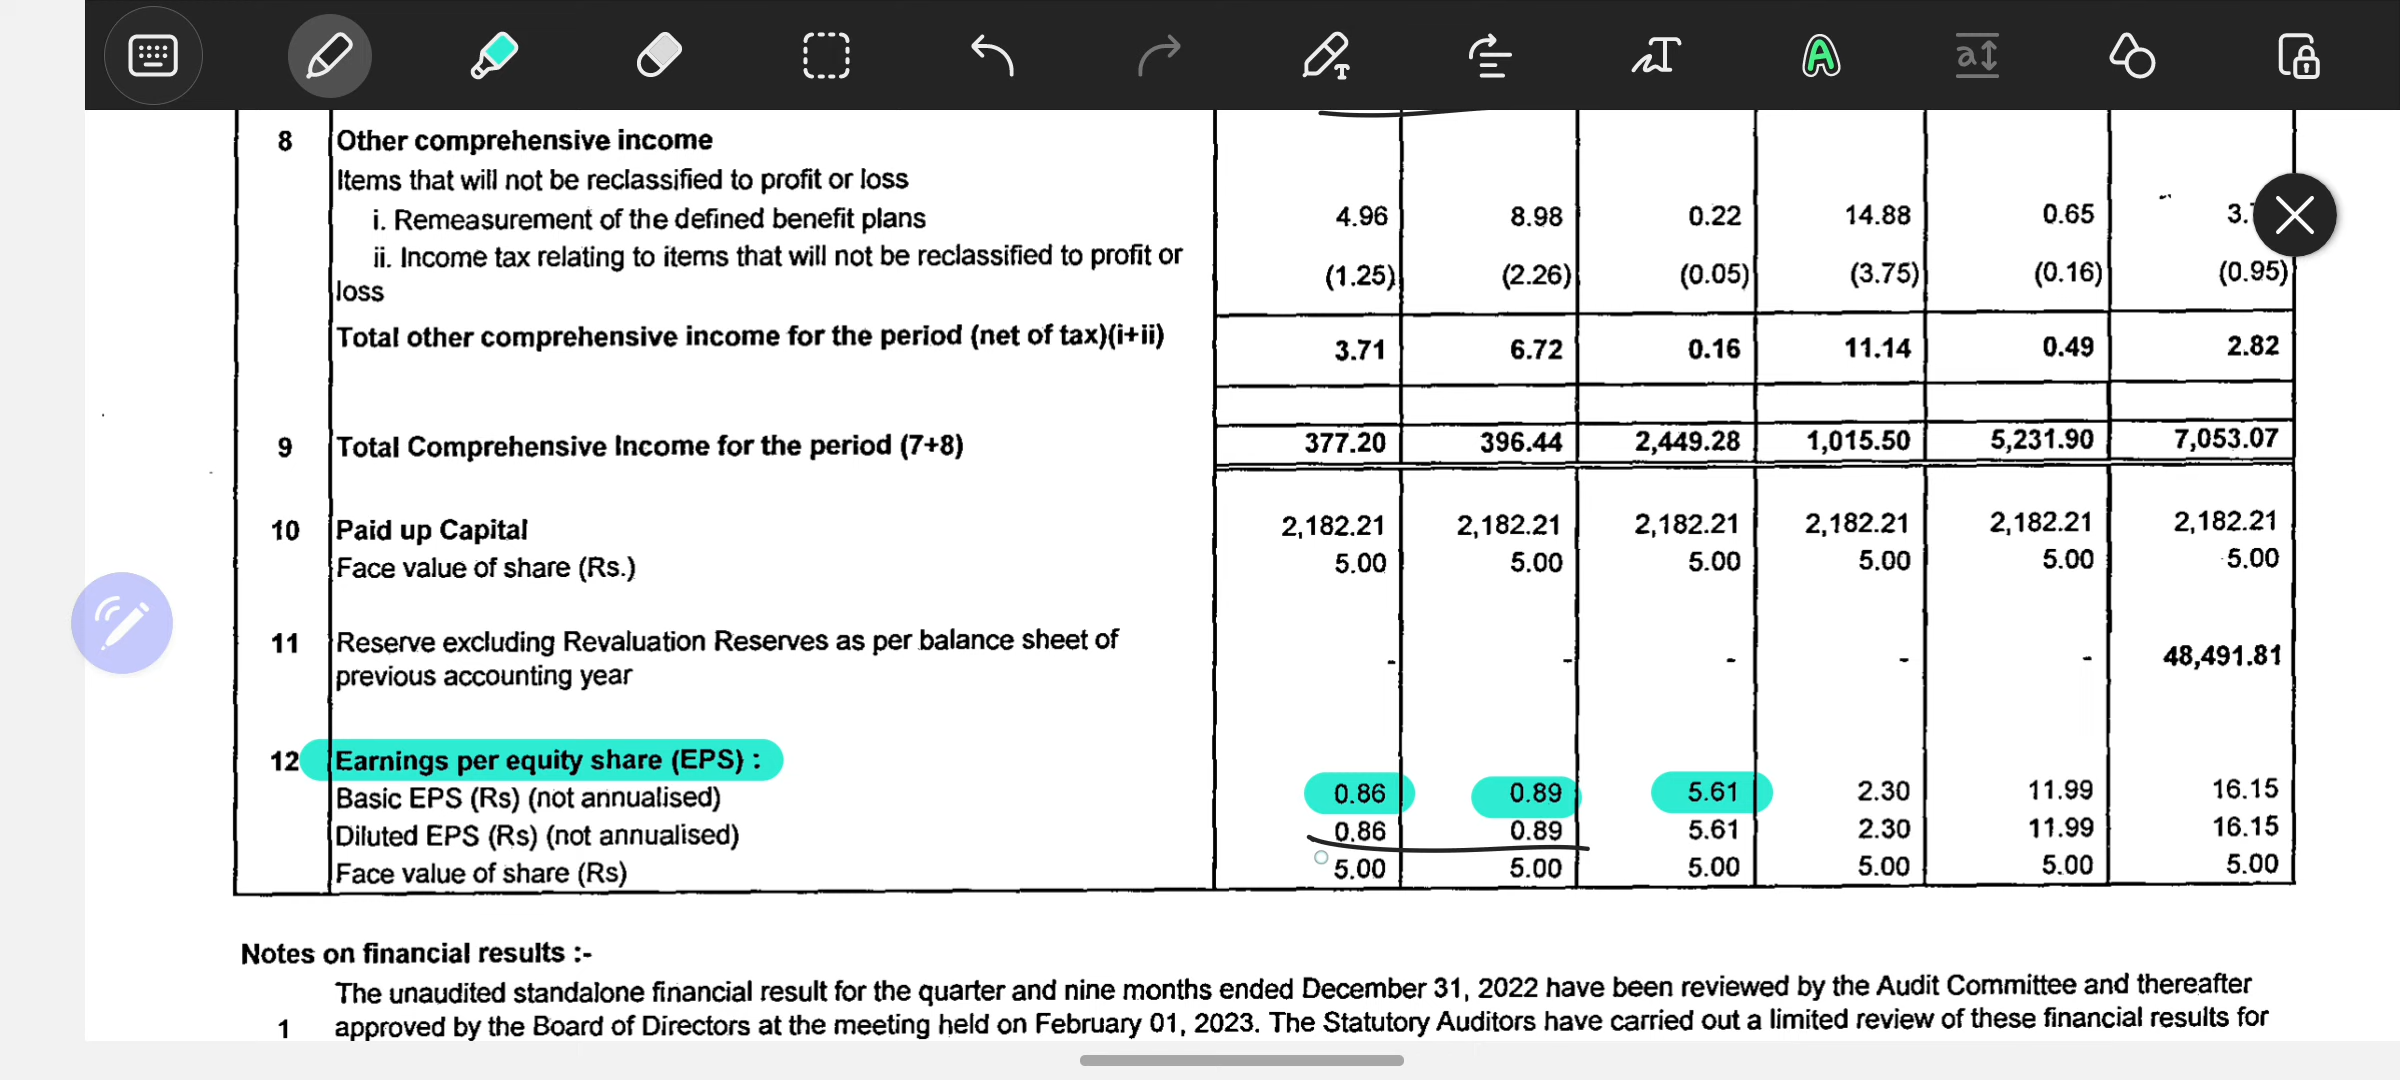 8 Other comprehensive income
Items that will not be reclassified to profit or loss
i. Remeasurement of the defined benefit plans 4.96 8.98 0.22 14.88 0.65
ii. Income tax relating to items that will not be reclassified to profit or loss (1.25) (2.26) (0.05) (3.75) (0.16) (0.95)
Total other comprehensive income for the period (net of tax)(i+ii) 3.71 6.72 0.16 11.14 0.49 2.82
9 Total Comprehensive Income for the period (7+8) 377.20 396.44 2,449.28 1,015.50 5,231.90 7,053.07
10 Paid up Capital 2,182.21 2,182.21 2,182.21 2,182.21 2,182.21 2,182.21
Face value of share (Rs.) 5.00 5.00 5.00 5.00 5.00 5.00
11 Reserve excluding Revaluation Reserves as per balance sheet of previous accounting year - - - - - 48,491.81
12 Earnings per equity share (EPS) :
Basic EPS (Rs) (not annualised) 0.86 0.89 5.61 2.30 11.99 16.15
Diluted EPS (Rs) (not annualised) 0.86 0.89 5.61 2.30 11.99 16.15
Face value of share (Rs) 5.00 5.00 5.00 5.00 5.00 5.00
Notes on financial results :-
The unaudited standalone financial result for the quarter and nine months ended December 31, 2022 have been reviewed by the Audit Committee and thereafter
1 approved by the Board of Directors at the meeting held on February 01, 2023. The Statutory Auditors have carried out a limited review of these financial results for